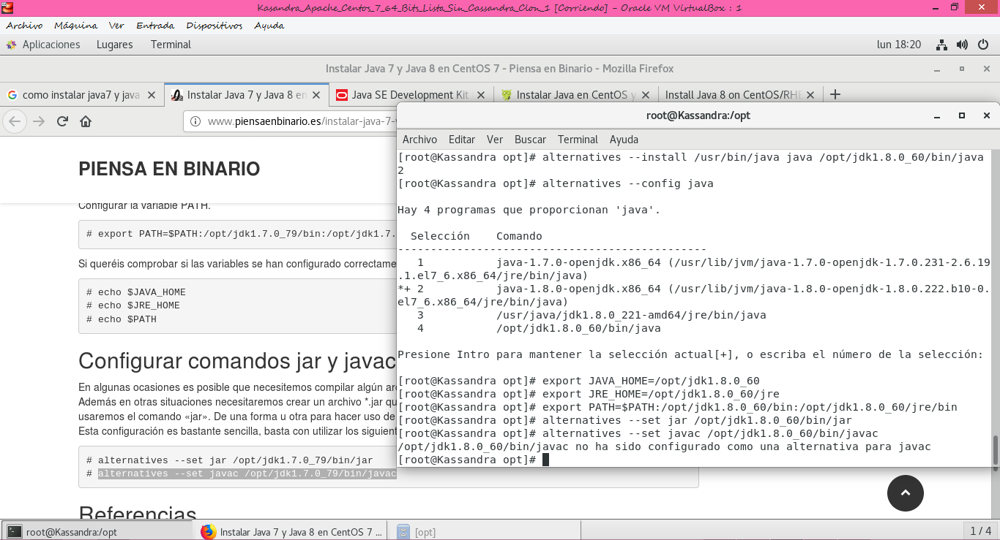 Kasandra_Apache_Centos_7_64_Bits_Lista_Sin_Cassandra_Clon_1 [Corriendo] - Oracle VM VirtualBox : 1
Archivo Máquina Ver Entrada Dispositivos Ayuda
Aplicaciones Lugares Terminal lun 18:20
Instalar Java 7 y Java 8 en CentOS 7 - Piensa en Binario - Mozilla Firefox
como instalar java7 y java
Instalar Java 7 y Java 8 en
Java SE Development Kit
Instalar Java en CentOS y
Install Java 8 on CentOS/RHE
www.piensaenbinario.es/instalar-java-7-
PIENSA EN BINARIO
Configurar la variable PATH.
# export PATH=$PATH:/opt/jdk1.7.0_79/bin:/opt/jdk1.7.
Si queréis comprobar si las variables se han configurado correctame
# echo $JAVA_HOME
# echo $JRE_HOME
# echo $PATH
Configurar comandos jar y javac
En algunas ocasiones es posible que necesitemos compilar algún arc
Además en otras situaciones necesitaremos crear un archivo *.jar qu
usaremos el comando «jar». De una forma u otra para hacer uso de
Esta configuración es bastante sencilla, basta con utilizar los siguient
# alternatives --set jar /opt/jdk1.7.0_79/bin/jar
# alternatives --set javac /opt/jdk1.7.0_79/bin/javac
Referencias
root@Kassandra:/opt
Archivo Editar Ver Buscar Terminal Ayuda
[root@Kassandra opt]# alternatives --install /usr/bin/java java /opt/jdk1.8.0_60/bin/java
2
[root@Kassandra opt]# alternatives --config java
Hay 4 programas que proporcionan 'java'.
Selección Comando
-----------------------------------------------
1 java-1.7.0-openjdk.x86_64 (/usr/lib/jvm/java-1.7.0-openjdk-1.7.0.231-2.6.19
.1.el7_6.x86_64/jre/bin/java)
*+ 2 java-1.8.0-openjdk.x86_64 (/usr/lib/jvm/java-1.8.0-openjdk-1.8.0.222.b10-0.
el7_6.x86_64/jre/bin/java)
3 /usr/java/jdk1.8.0_221-amd64/jre/bin/java
4 /opt/jdk1.8.0_60/bin/java
Presione Intro para mantener la selección actual[+], o escriba el número de la selección:
[root@Kassandra opt]# export JAVA_HOME=/opt/jdk1.8.0_60
[root@Kassandra opt]# export JRE_HOME=/opt/jdk1.8.0_60/jre
[root@Kassandra opt]# export PATH=$PATH:/opt/jdk1.8.0_60/bin:/opt/jdk1.8.0_60/jre/bin
[root@Kassandra opt]# alternatives --set jar /opt/jdk1.8.0_60/bin/jar
[root@Kassandra opt]# alternatives --set javac /opt/jdk1.8.0_60/bin/javac
/opt/jdk1.8.0_60/bin/javac no ha sido configurado como una alternativa para javac
[root@Kassandra opt]#
root@Kassandra:/opt
Instalar Java 7 y Java 8 en CentOS 7 ...
[opt]
1 / 4